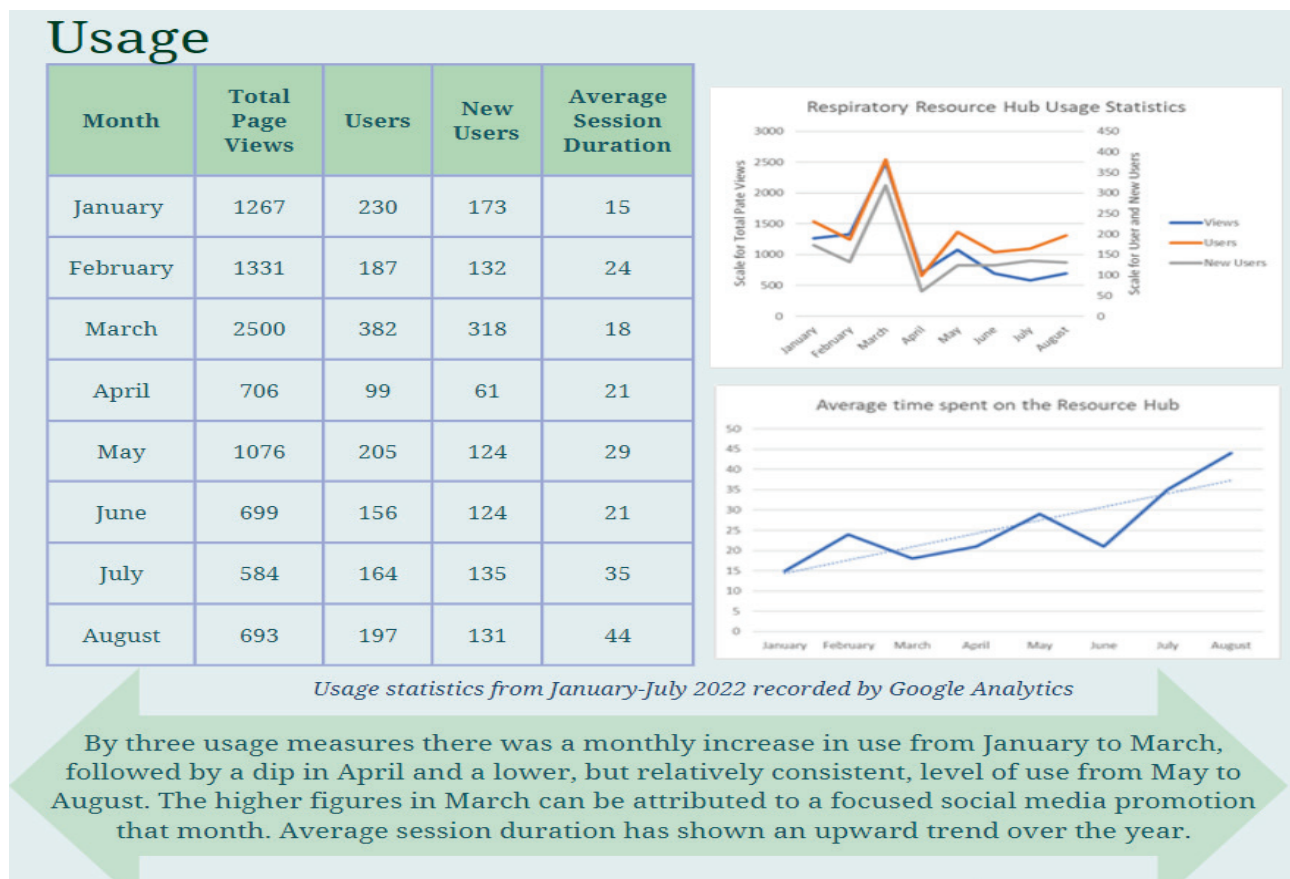 Usage
Month Total Page Views Users New Users Average Session Duration
January 1267 230 173 15
February 1331 187 132 24
March 2500 382 318 18
April 706 99 61 21
May 1076 205 124 29
June 699 156 124 21
July 584 164 135 35
August 693 197 131 44
Respiratory Resource Hub Usage Statistics
Scale for Total Pate Views
3000
2500
2000
1500
1000
500
0
450
400
350
300
250
200
150
100
50
0
Scale for User and New Users
January February March April May June July August
Views
Users
New Users
Average time spent on the Resource Hub
50
45
40
35
30
25
20
15
10
5
0
January February March April May June July August
Usage statistics from January-July 2022 recorded by Google Analytics
By three usage measures there was a monthly increase in use from January to March,
followed by a dip in April and a lower, but relatively consistent, level of use from May to
August. The higher figures in March can be attributed to a focused social media promotion
that month. Average session duration has shown an upward trend over the year.